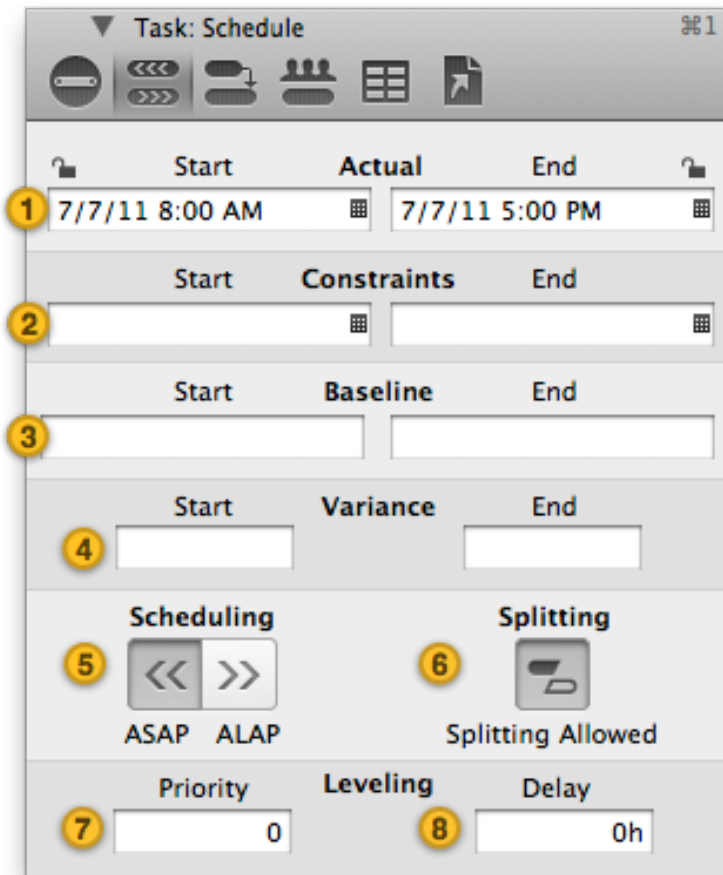 Task: Schedule ⌘1
Start Actual End
1 7/7/11 8:00 AM 7/7/11 5:00 PM
Start Constraints End
2
Start Baseline End
3
Start Variance End
4
Scheduling Splitting
5 6
ASAP ALAP Splitting Allowed
Priority Leveling Delay
7 0 8 0h